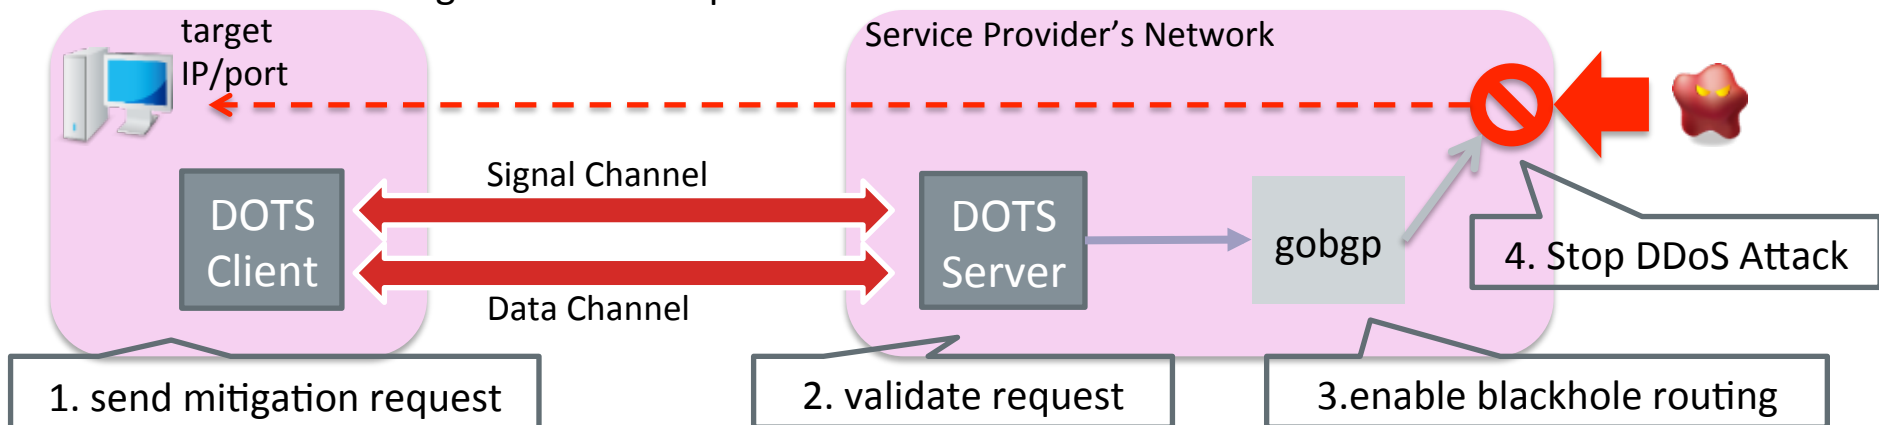 target
IP/port
Service Provider's Network
Signal Channel
DOTS
Client
DOTS
Server
gobgp
4. Stop DDoS Attack
Data Channel
1. send mitigation request
2. validate request
3.enable blackhole routing